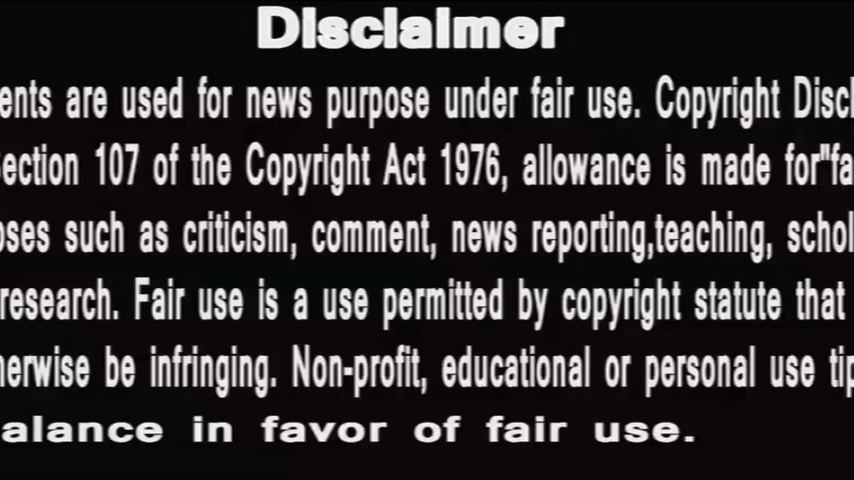 Disclaimer
ents are used for news purpose under fair use. Copyright Discl
ection 107 of the Copyright Act 1976, allowance is made for"fa
oses such as criticism, comment, news reporting,teaching, schol
research. Fair use is a use permitted by copyright statute that
herwise be infringing. Non-profit, educational or personal use tip
alance in favor of fair use.